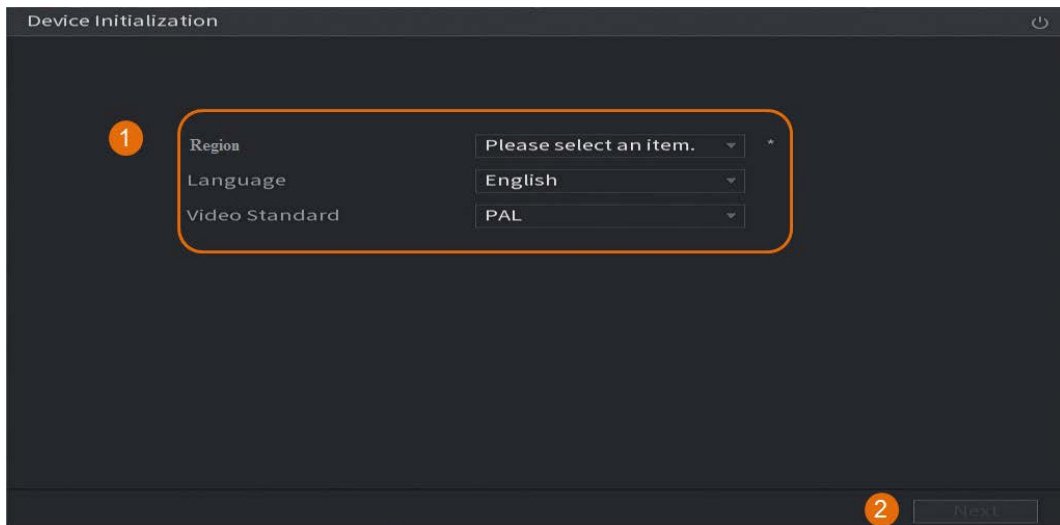 Device Initialization
1
Region Please select an item. *
Language English
Video Standard PAL
2 Next